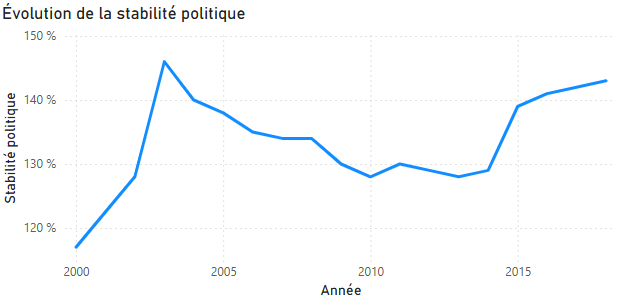 Évolution de la stabilité politique
150 %
140 %
130 %
120 %
Stabilité politique
2000 2005 2010 2015
Année